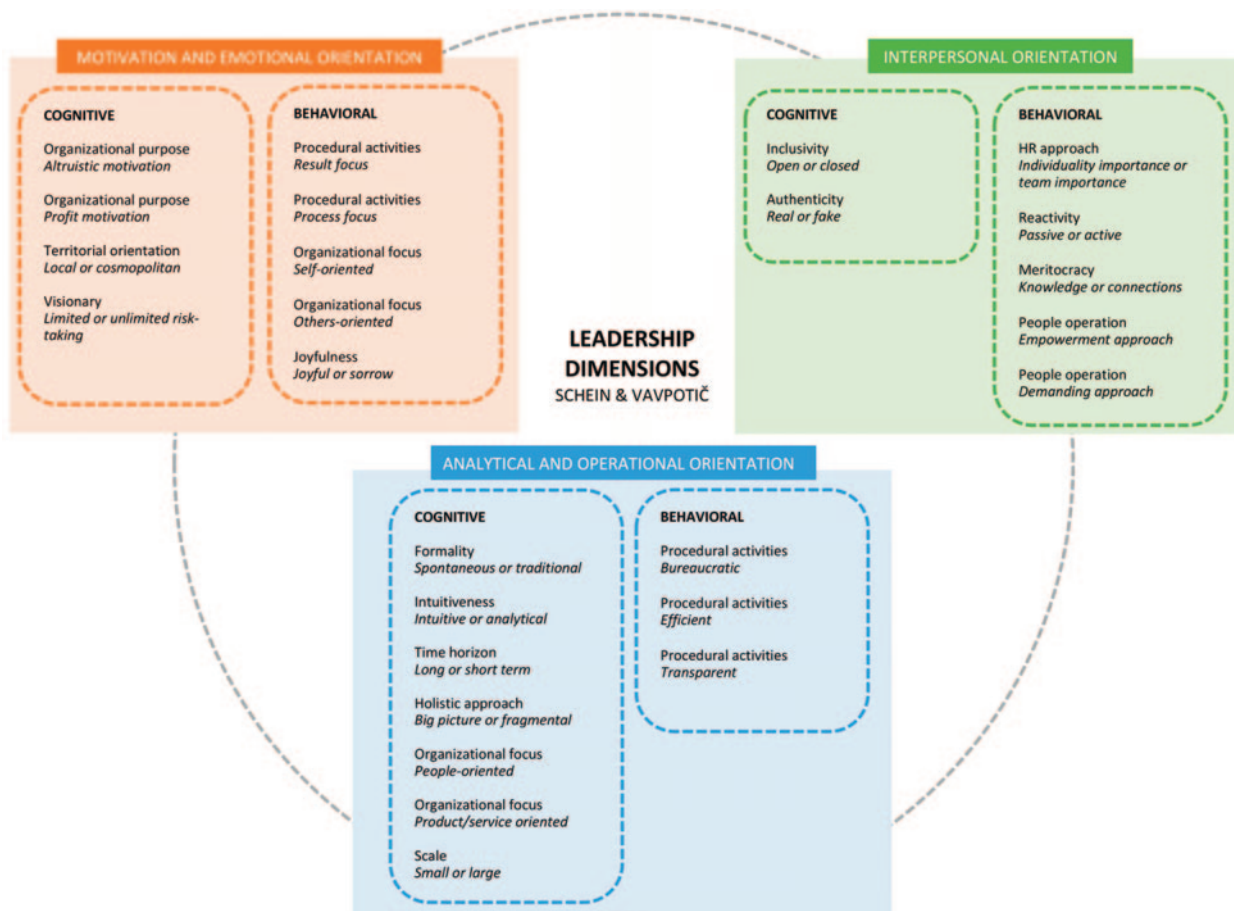 MOTIVATION AND EMOTIONAL ORIENTATION
COGNITIVE
Organizational purpose
Altruistic motivation
Organizational purpose
Profit motivation
Territorial orientation
Local or cosmopolitan
Visionary
Limited or unlimited risk-
taking
BEHAVIORAL
Procedural activities
Result focus
Procedural activities
Process focus
Organizational focus
Self-oriented
Organizational focus
Others-oriented
Joyfulness
Joyful or sorrow
INTERPERSONAL ORIENTATION
COGNITIVE
Inclusivity
Open or closed
Authenticity
Real or fake
BEHAVIORAL
HR approach
Individuality importance or
team importance
Reactivity
Passive or active
Meritocracy
Knowledge or connections
People operation
Empowerment approach
People operation
Demanding approach
LEADERSHIP
DIMENSIONS
SCHEIN & VAVPOTIČ
ANALYTICAL AND OPERATIONAL ORIENTATION
COGNITIVE
Formality
Spontaneous or traditional
Intuitiveness
Intuitive or analytical
Time horizon
Long or short term
Holistic approach
Big picture or fragmental
Organizational focus
People-oriented
Organizational focus
Product/service oriented
Scale
Small or large
BEHAVIORAL
Procedural activities
Bureaucratic
Procedural activities
Efficient
Procedural activities
Transparent